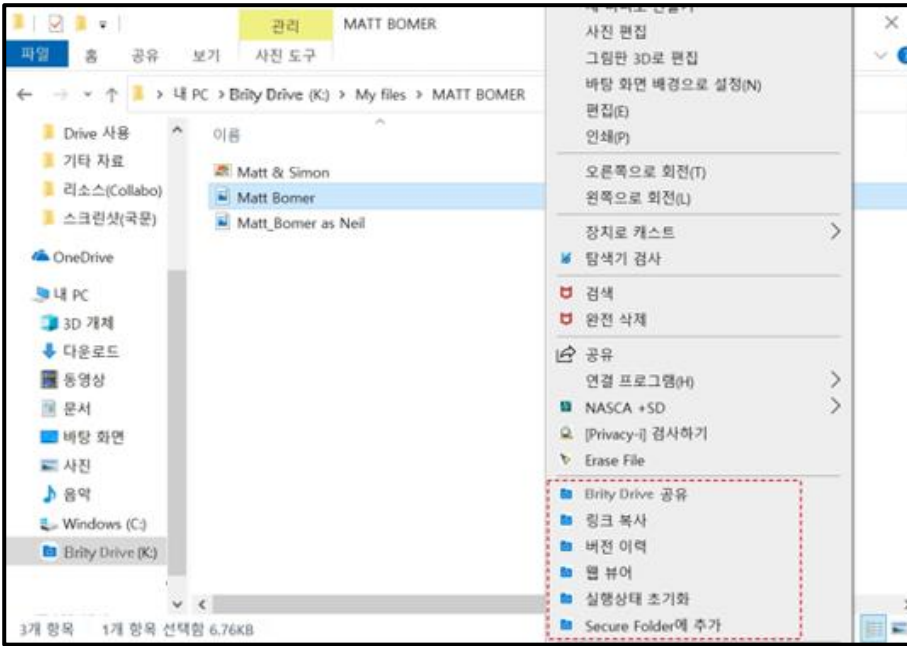 관리 MATT BOMER
파일 홈 공유 보기 사진 도구
내 PC > Brity Drive (K:) > My files > MATT BOMER
Drive 사용
기타 자료
리소스(Collabo)
스크린샷(국문)
OneDrive
내 PC
3D 개체
다운로드
동영상
문서
바탕 화면
사진
음악
Windows (C:)
Brity Drive (K:)
이름
Matt & Simon
Matt Bomer
Matt_Bomer as Neil
3개 항목 1개 항목 선택함 6.76KB
사진 편집
그림판 3D로 편집
바탕 화면 배경으로 설정(N)
편집(E)
인쇄(P)
오른쪽으로 회전(T)
왼쪽으로 회전(L)
장치로 캐스트
탐색기 검사
검색
완전 삭제
공유
연결 프로그램(H)
NASCA +SD
[Privacy-i] 검사하기
Erase File
Brity Drive 공유
링크 복사
버전 이력
웹 뷰어
실행상태 초기화
Secure Folder에 추가